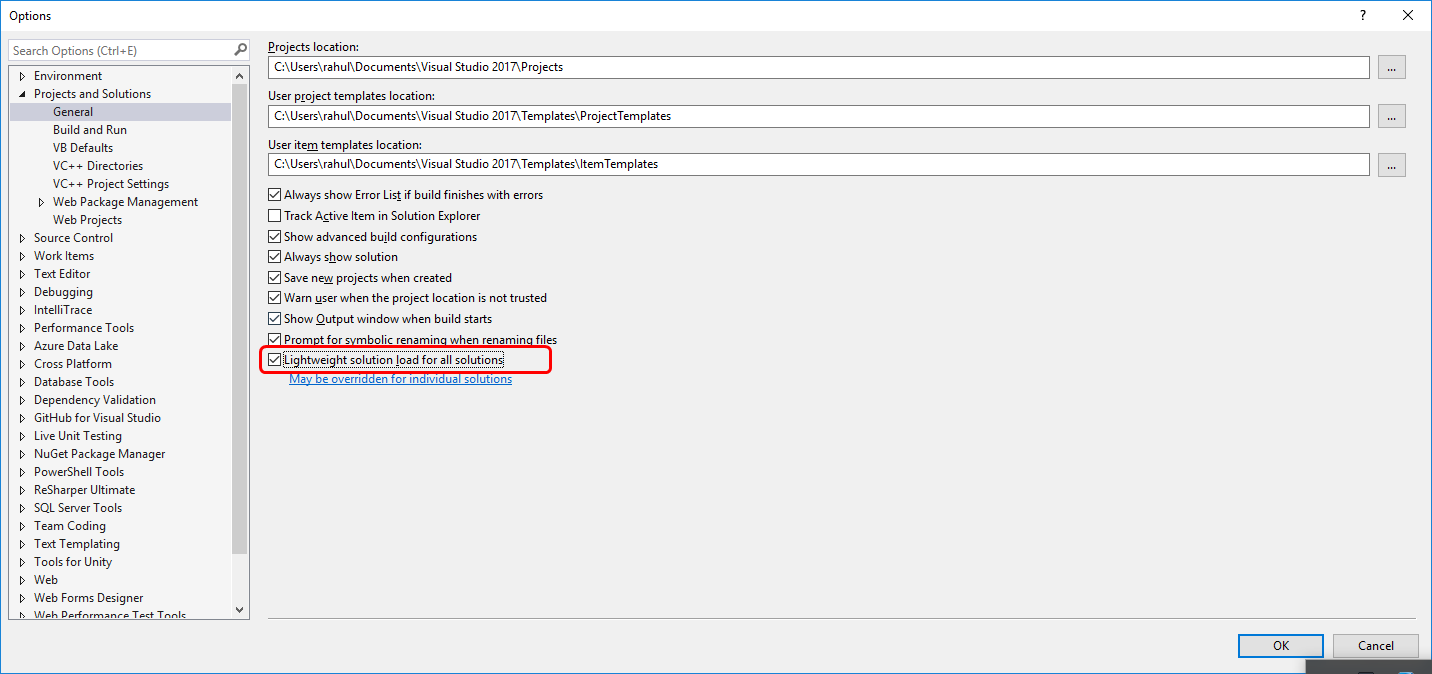 Options
?
Search Options (Ctrl+E)
Environment
Projects and Solutions
General
Build and Run
VB Defaults
VC++ Directories
VC++ Project Settings
Web Package Management
Web Projects
Source Control
Work Items
Text Editor
Debugging
IntelliTrace
Performance Tools
Azure Data Lake
Cross Platform
Database Tools
Dependency Validation
GitHub for Visual Studio
Live Unit Testing
NuGet Package Manager
PowerShell Tools
ReSharper Ultimate
SQL Server Tools
Team Coding
Text Templating
Tools for Unity
Web
Web Forms Designer
Web Performance Test Tools
Projects location:
C:\Users\rahul\Documents\Visual Studio 2017\Projects
...
User project templates location:
C:\Users\rahul\Documents\Visual Studio 2017\Templates\ProjectTemplates
...
User item templates location:
C:\Users\rahul\Documents\Visual Studio 2017\Templates\ItemTemplates
...
Always show Error List if build finishes with errors
Track Active Item in Solution Explorer
Show advanced build configurations
Always show solution
Save new projects when created
Warn user when the project location is not trusted
Show Output window when build starts
Prompt for symbolic renaming when renaming files
Lightweight solution load for all solutions
May be overridden for individual solutions
OK
Cancel